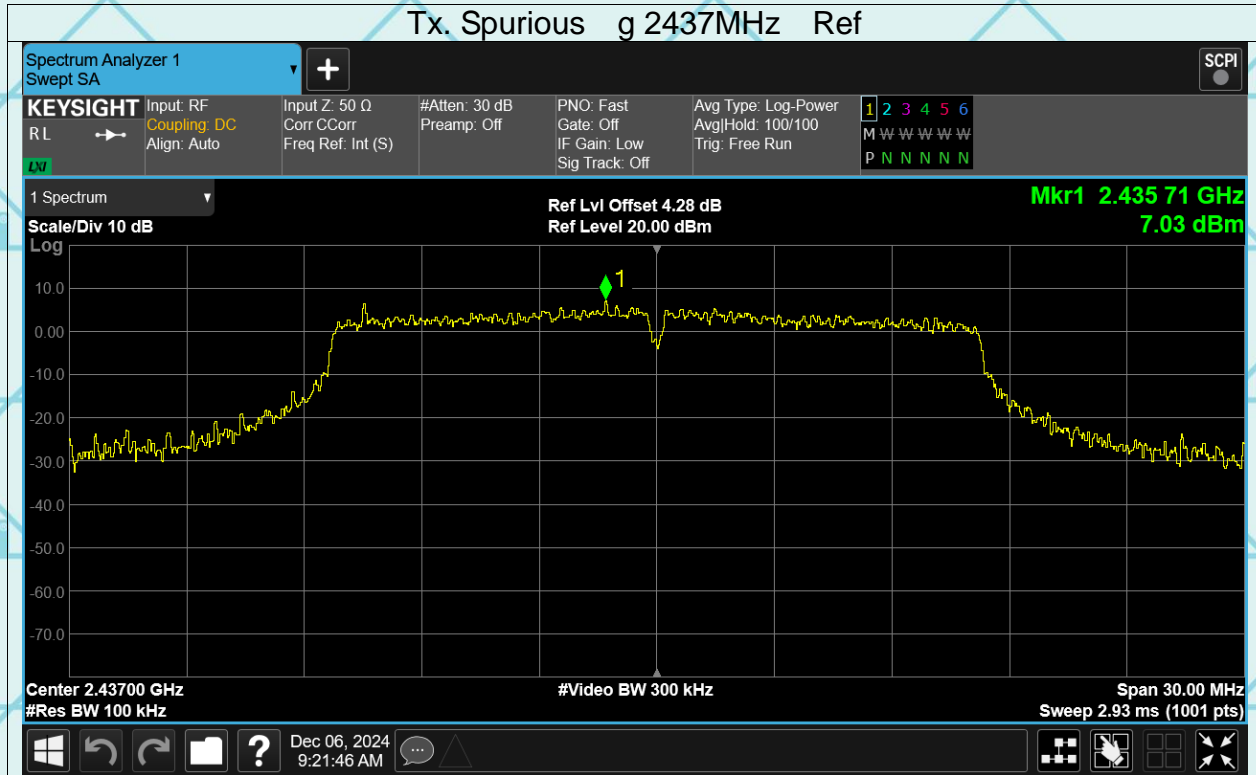 Tx. Spurious g 2437MHz Ref
Spectrum Analyzer 1
Swept SA
SCPI
KEYSIGHT
RL
LXI
Input: RF
Coupling: DC
Align: Auto
Input Z: 50 Ω
Corr CCorr
Freq Ref: Int (S)
#Atten: 30 dB
Preamp: Off
PNO: Fast
Gate: Off
IF Gain: Low
Sig Track: Off
Avg Type: Log-Power
Avg|Hold: 100/100
Trig: Free Run
1 2 3 4 5 6
M W W W W W
P N N N N N
1 Spectrum
Scale/Div 10 dB
Ref Lvl Offset 4.28 dB
Ref Level 20.00 dBm
Mkr1 2.435 71 GHz
7.03 dBm
Log
1
10.0
0.00
-10.0
-20.0
-30.0
-40.0
-50.0
-60.0
-70.0
Center 2.43700 GHz
#Res BW 100 kHz
#Video BW 300 kHz
Span 30.00 MHz
Sweep 2.93 ms (1001 pts)
?
Dec 06, 2024
9:21:46 AM